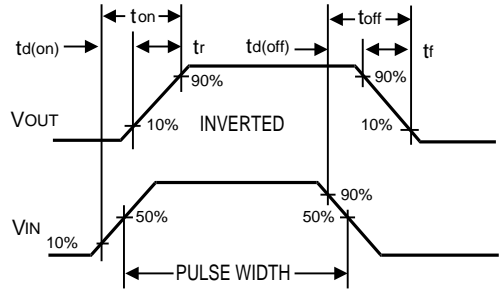 ton toff
td(on) tr td(off) tf
90% 90%
VOUT 10% INVERTED 10%
90%
50% 50%
VIN 10%
PULSE WIDTH